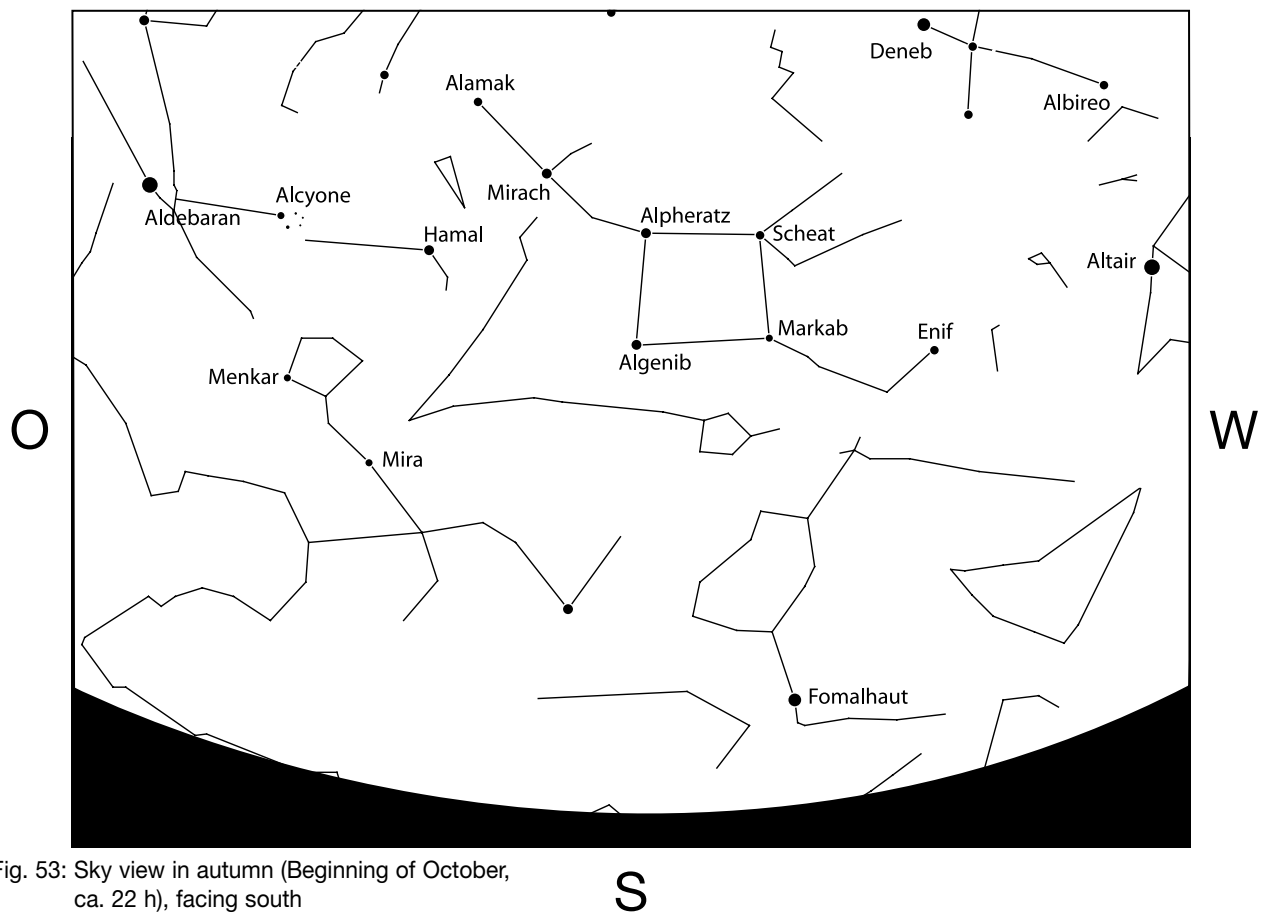 Deneb
Alamak
Albireo
Mirach
Alcyone
Aldebaran
Alpheratz
Hamal
Scheat
Altair
Markab
Enif
Algenib
Menkar
O
W
Mira
Fomalhaut
ig. 53: Sky view in autumn (Beginning of October,
ca. 22 h), facing south
S